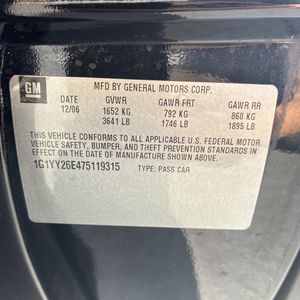 GM
MFD BY GENERAL MOTORS CORP.
DATE GVWR GAWR FRT GAWR RR
12/06 1652 KG 792 KG 860 KG
3641 LB 1746 LB 1895 LB
THIS VEHICLE CONFORMS TO ALL APPLICABLE U.S. FEDERAL MOTOR
VEHICLE SAFETY, BUMPER, AND THEFT PREVENTION STANDARDS IN
EFFECT ON THE DATE OF MANUFACTURE SHOWN ABOVE.
1G1YY26E475119315 TYPE: PASS CAR